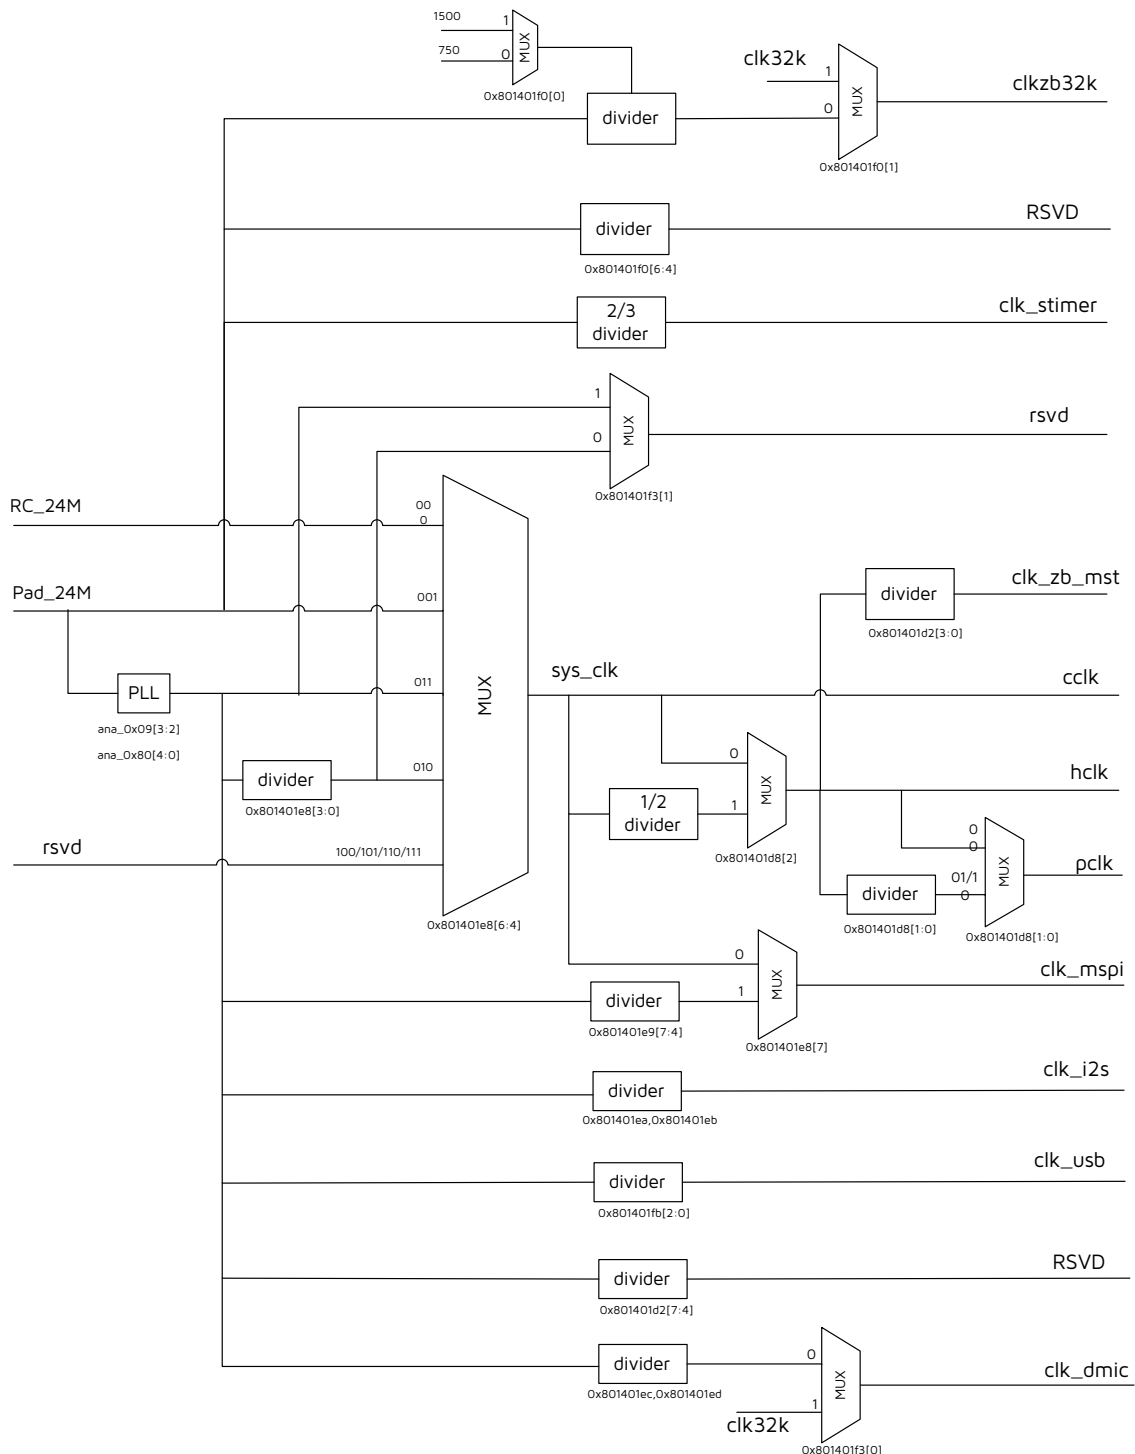 1500
1
750
0
MUX
0x801401f0[0]
clk32k
1
0
MUX
clkzb32k
divider
0x801401f0[1]
RSVD
divider
0x801401f0[6:4]
clk_stimer
2/3
divider
1
0
MUX
rsvd
0x801401f3[1]
RC_24M
00
0
Pad_24M
001
clk_zb_mst
divider
0x801401d2[3:0]
sys_clk
cclk
PLL
011
MUX
ana_0x09[3:2]
ana_0x80[4:0]
divider
010
0x801401e8[3:0]
0
1
MUX
hclk
1/2
divider
0x801401d8[2]
rsvd
100/101/110/111
0
0
01/1
0
MUX
pclk
divider
0x801401d8[1:0]
0x801401d8[1:0]
0x801401e8[6:4]
0
1
MUX
clk_mspi
divider
0x801401e9[7:4]
0x801401e8[7]
clk_i2s
divider
0x801401ea,0x801401eb
clk_usb
divider
0x801401fb[2:0]
RSVD
divider
0x801401d2[7:4]
divider
0x801401ec,0x801401ed
0
1
MUX
clk_dmic
clk32k
0x801401f3[0]